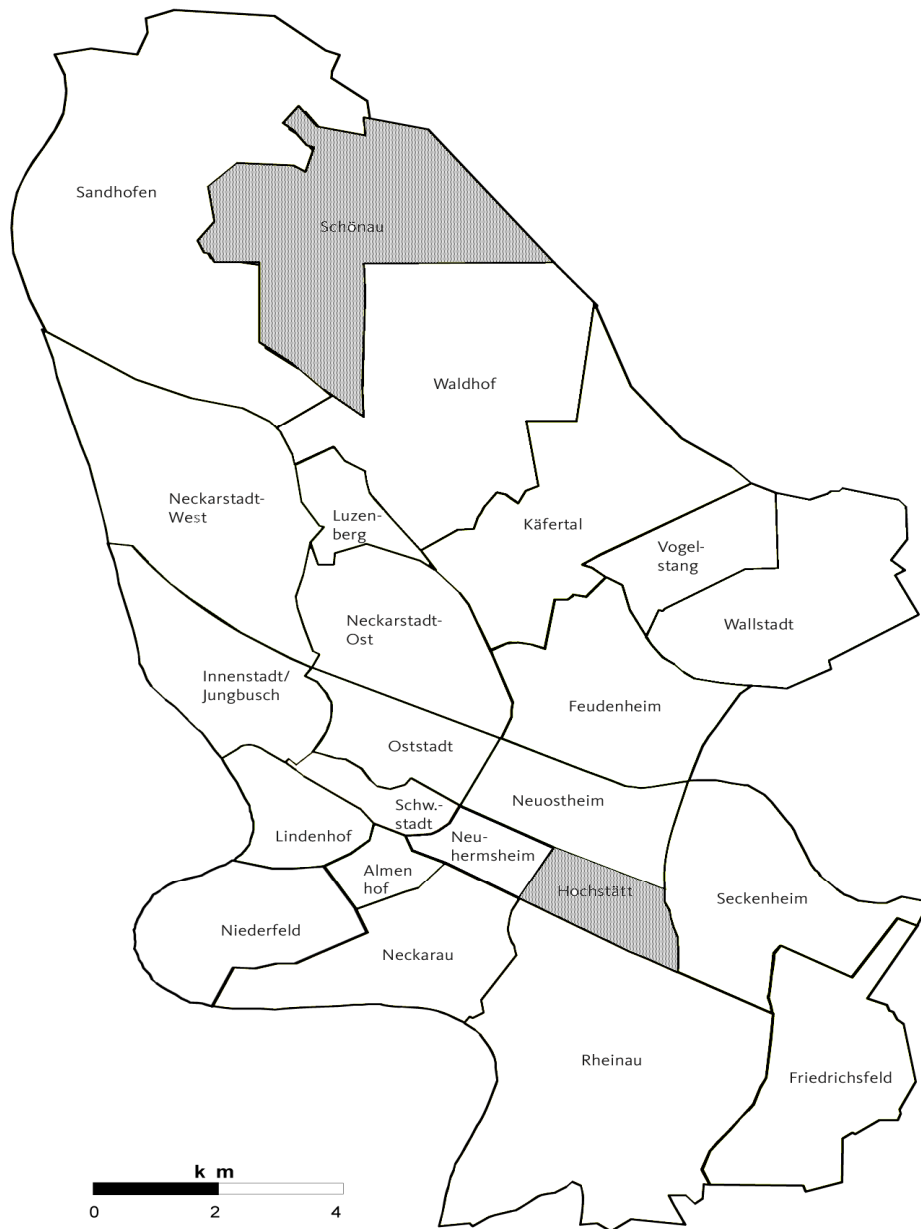 Sandhofen
Schönau
Waldhof
Neckarstadt-
West
Luzen-
berg
Käfertal
Vogel-
stang
Wallstadt
Neckarstadt-
Ost
Innenstadt/
Jungbusch
Feudenheim
Oststadt
Neuostheim
Schw.-
stadt
Lindenhof
Neu-
hermsheim
Almen
hof
Hochstätt
Seckenheim
Niederfeld
Neckarau
Rheinau
Friedrichsfeld
k m
0 2 4